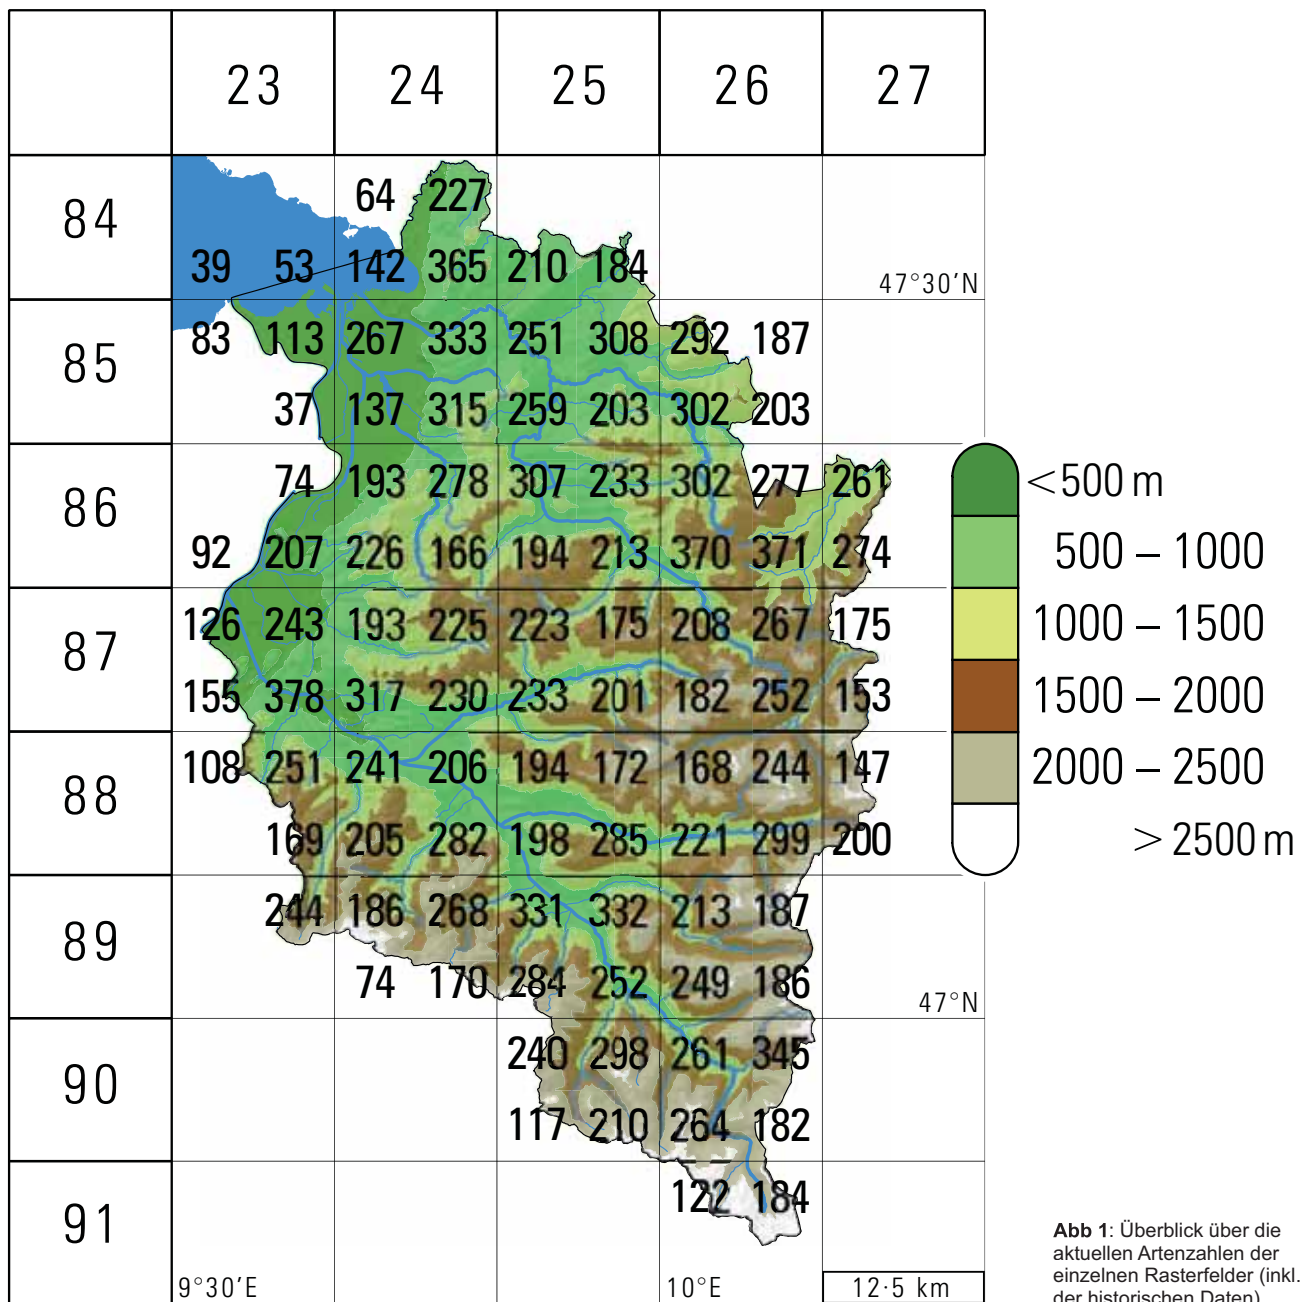 23 24 25 26 27
84
64 227
39 53 142 365 210 184
47°30'N
85
83 113 267 333 251 308 292 187
37 137 315 259 203 302 203
86
74 193 278 307 233 302 277 261
92 207 226 166 194 213 370 371 274
87
126 243 193 225 223 175 208 267 175
155 378 317 230 233 201 182 252 153
88
108 251 241 206 194 172 168 244 147
169 205 282 198 285 221 299 200
89
244 186 268 331 332 213 187
74 170 284 252 249 186
47°N
90
240 298 261 345
117 210 264 182
91
122 184
9°30'E
10°E
12·5 km
<500 m
500 – 1000
1000 – 1500
1500 – 2000
2000 – 2500
> 2500 m
Abb 1: Überblick über die
aktuellen Artenzahlen der
einzelnen Rasterfelder (inkl.
der historischen Daten)